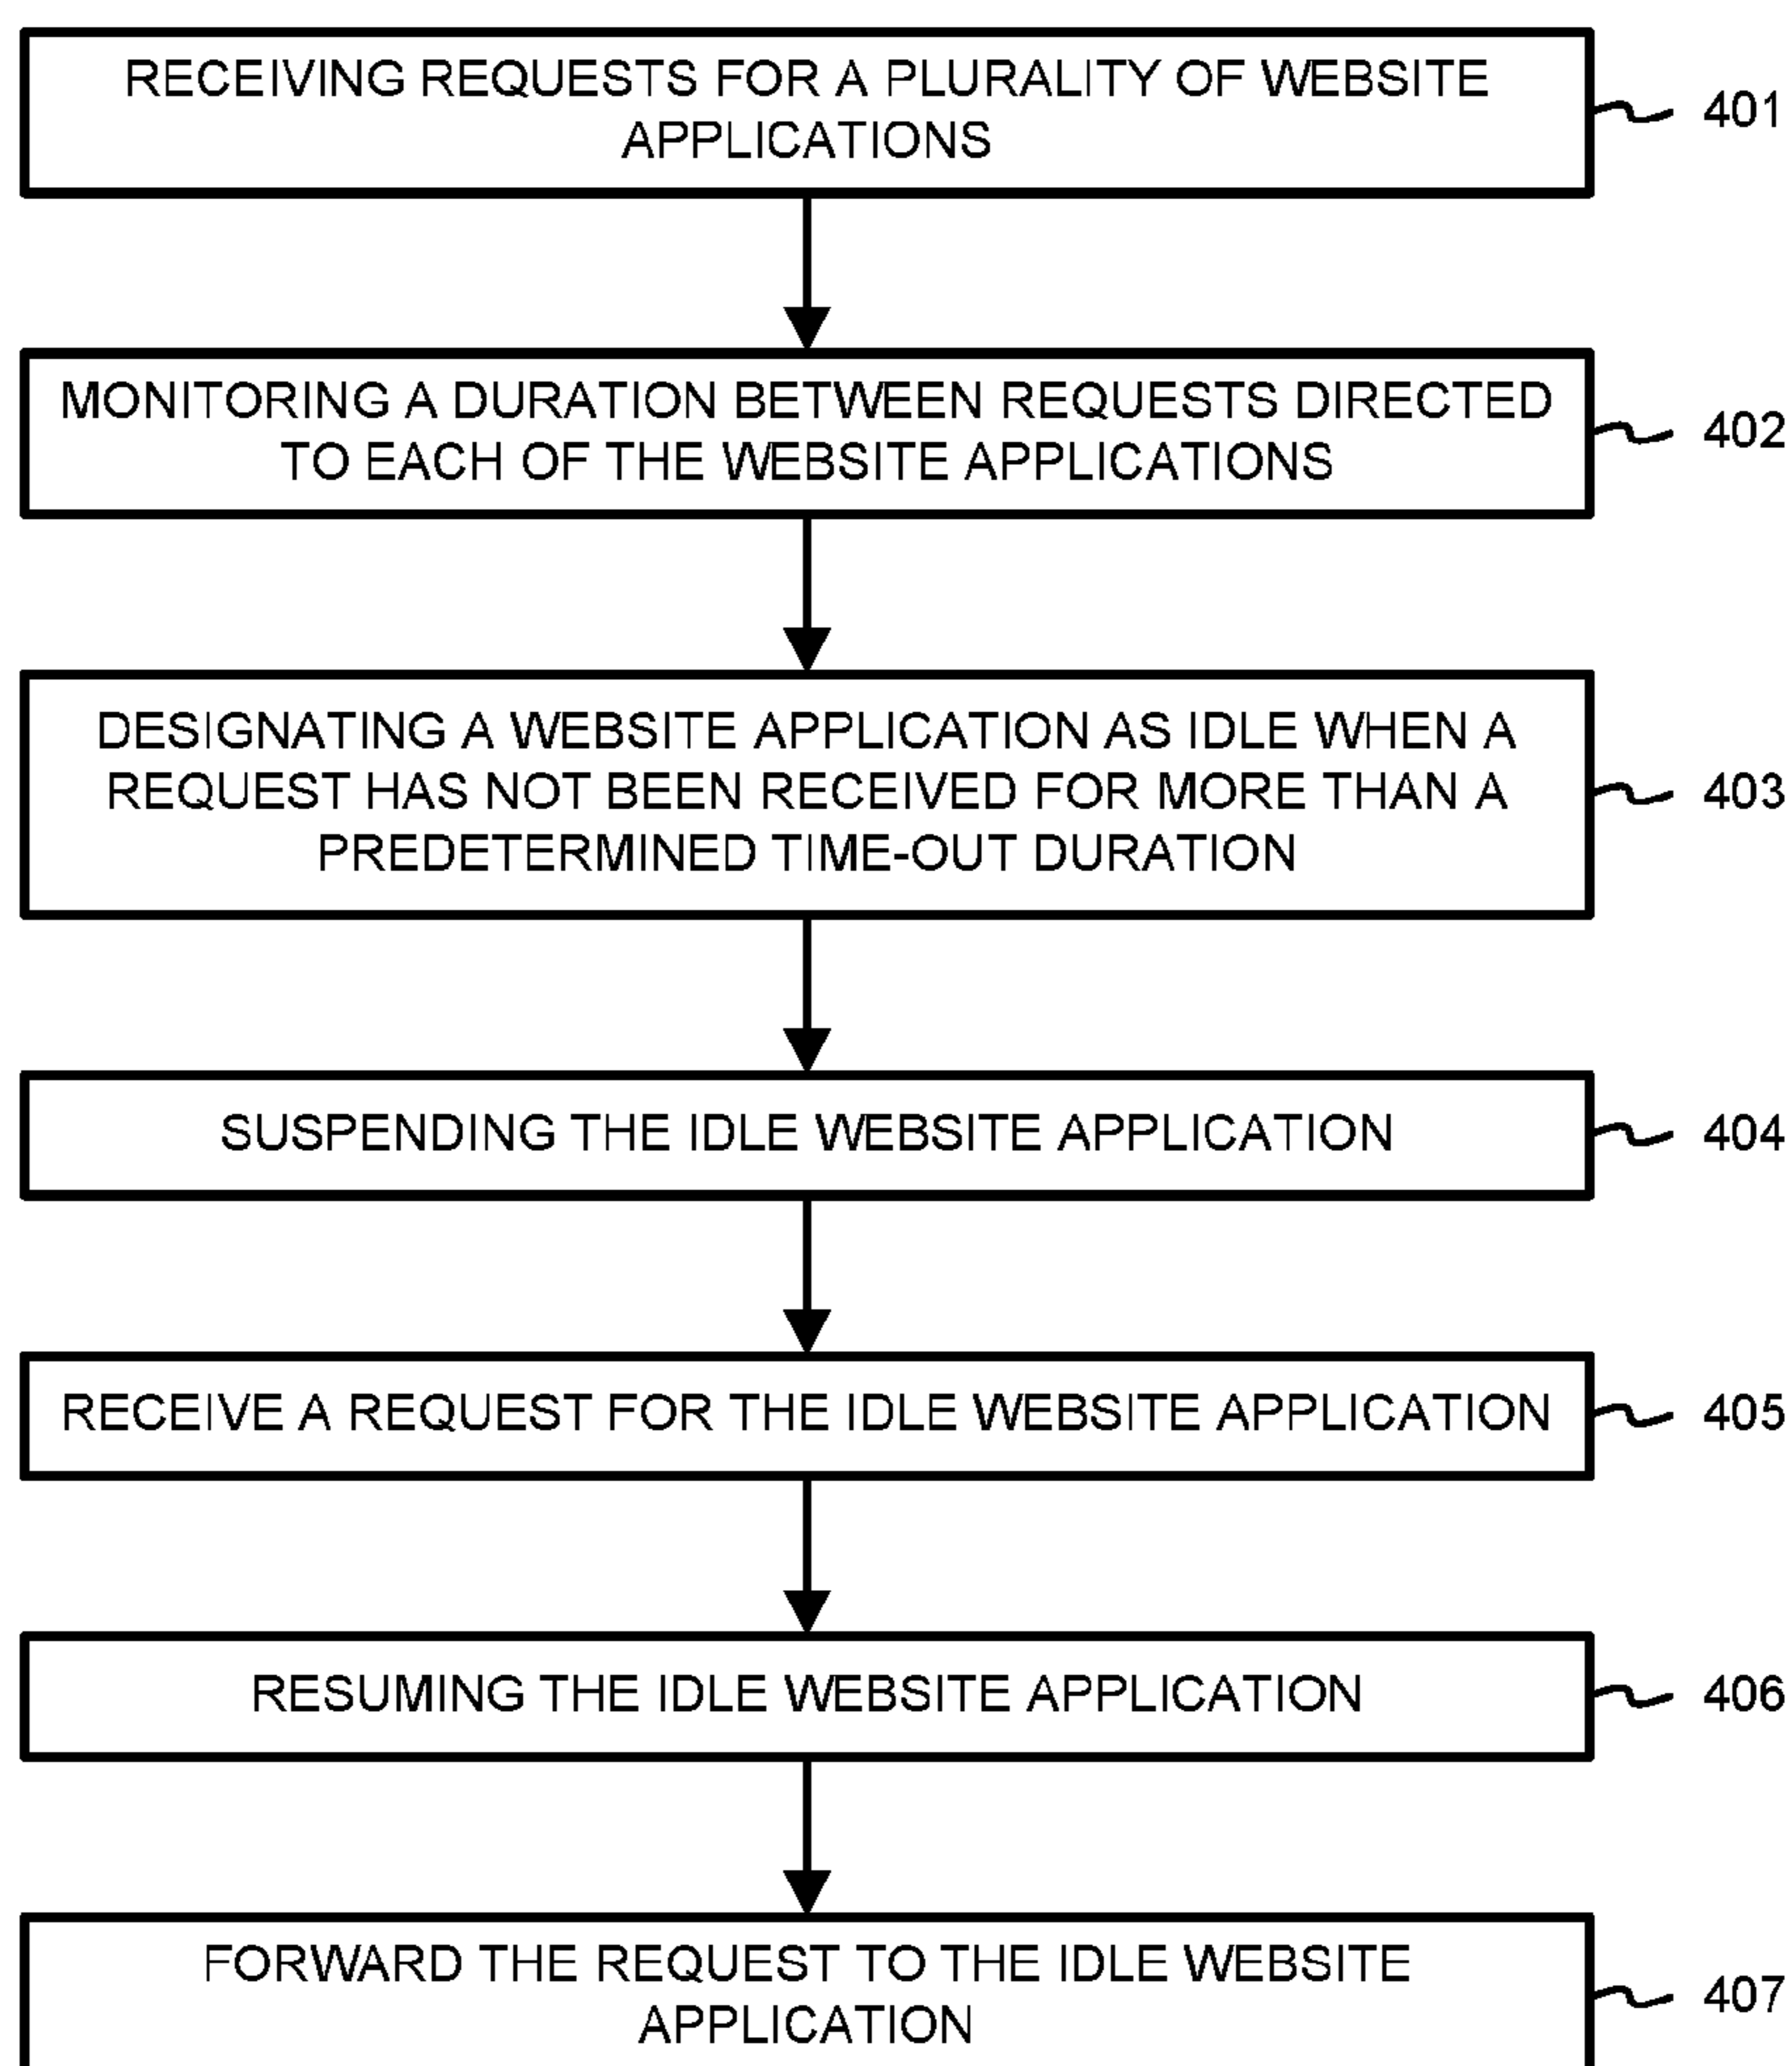 RECEIVING REQUESTS FOR A PLURALITY OF WEBSITE
APPLICATIONS
401
MONITORING A DURATION BETWEEN REQUESTS DIRECTED
TO EACH OF THE WEBSITE APPLICATIONS
402
DESIGNATING A WEBSITE APPLICATION AS IDLE WHEN A
REQUEST HAS NOT BEEN RECEIVED FOR MORE THAN A
PREDETERMINED TIME-OUT DURATION
403
SUSPENDING THE IDLE WEBSITE APPLICATION
404
RECEIVE A REQUEST FOR THE IDLE WEBSITE APPLICATION
405
RESUMING THE IDLE WEBSITE APPLICATION
406
FORWARD THE REQUEST TO THE IDLE WEBSITE
APPLICATION
407